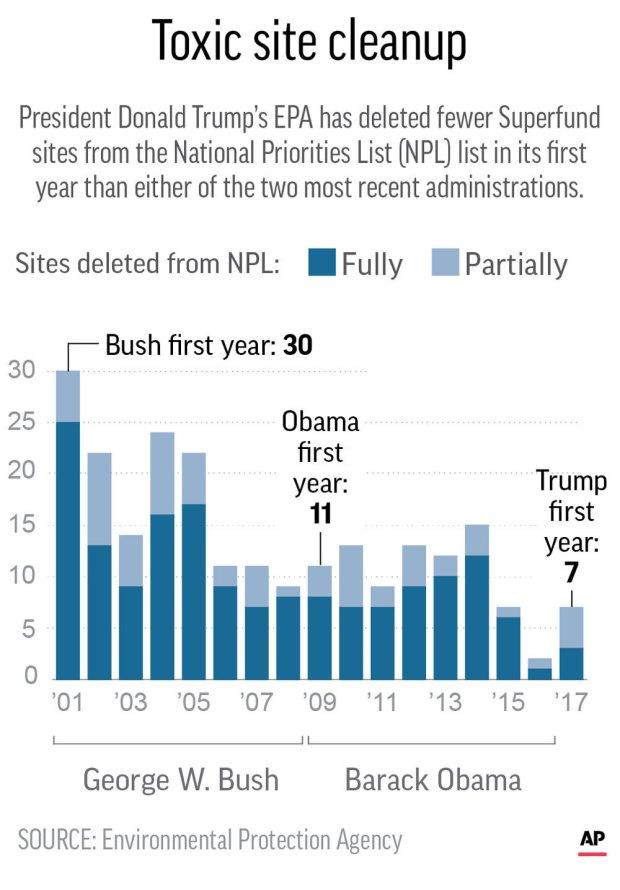 Toxic site cleanup
President Donald Trump’s EPA has deleted fewer Superfund
sites from the National Priorities List (NPL) list in its first
year than either of the two most recent administrations.
Sites deleted from NPL: Fully Partially
Bush first year: 30
30
25
20
15
10
5
0
Obama
first
year:
11
Trump
first
year:
7
’01 ’03 ’05 ’07 ’09 ’11 ’13 ’15 ’17
George W. Bush Barack Obama
SOURCE: Environmental Protection Agency
AP